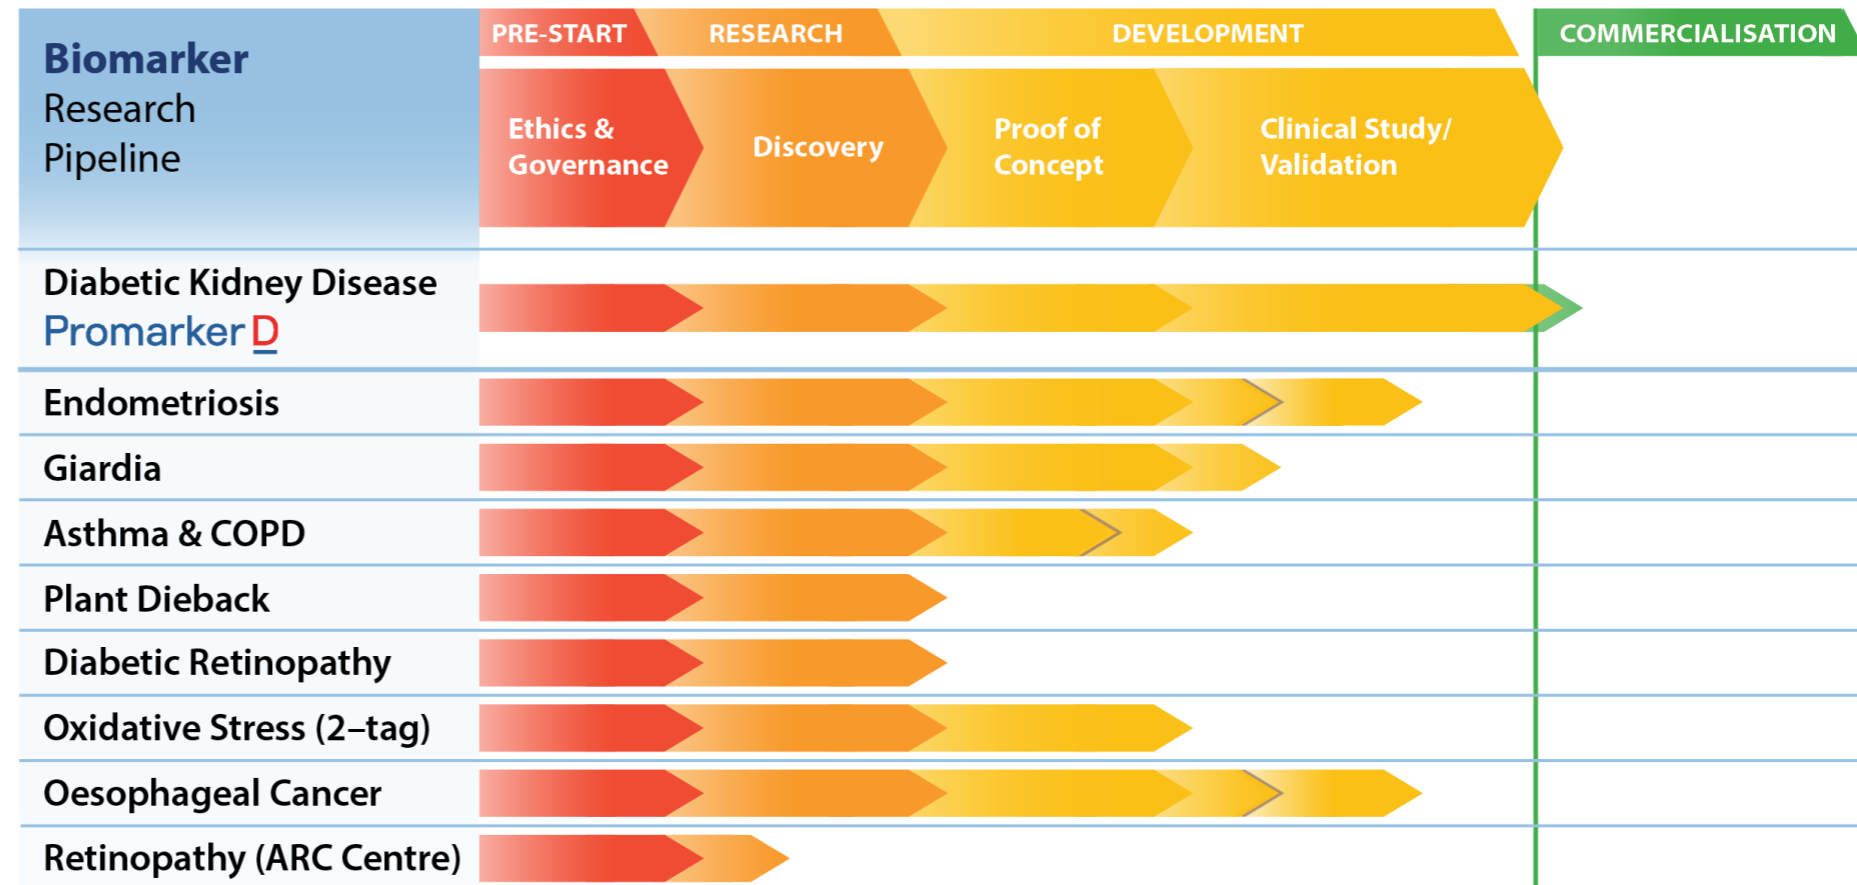 Biomarker
Research
Pipeline
PRE-START
RESEARCH
DEVELOPMENT
COMMERCIALISATION
Ethics &
Governance
Discovery
Proof of
Concept
Clinical Study/
Validation
Diabetic Kidney Disease
PromarkerD
Endometriosis
Giardia
Asthma & COPD
Plant Dieback
Diabetic Retinopathy
Oxidative Stress (2–tag)
Oesophageal Cancer
Retinopathy (ARC Centre)